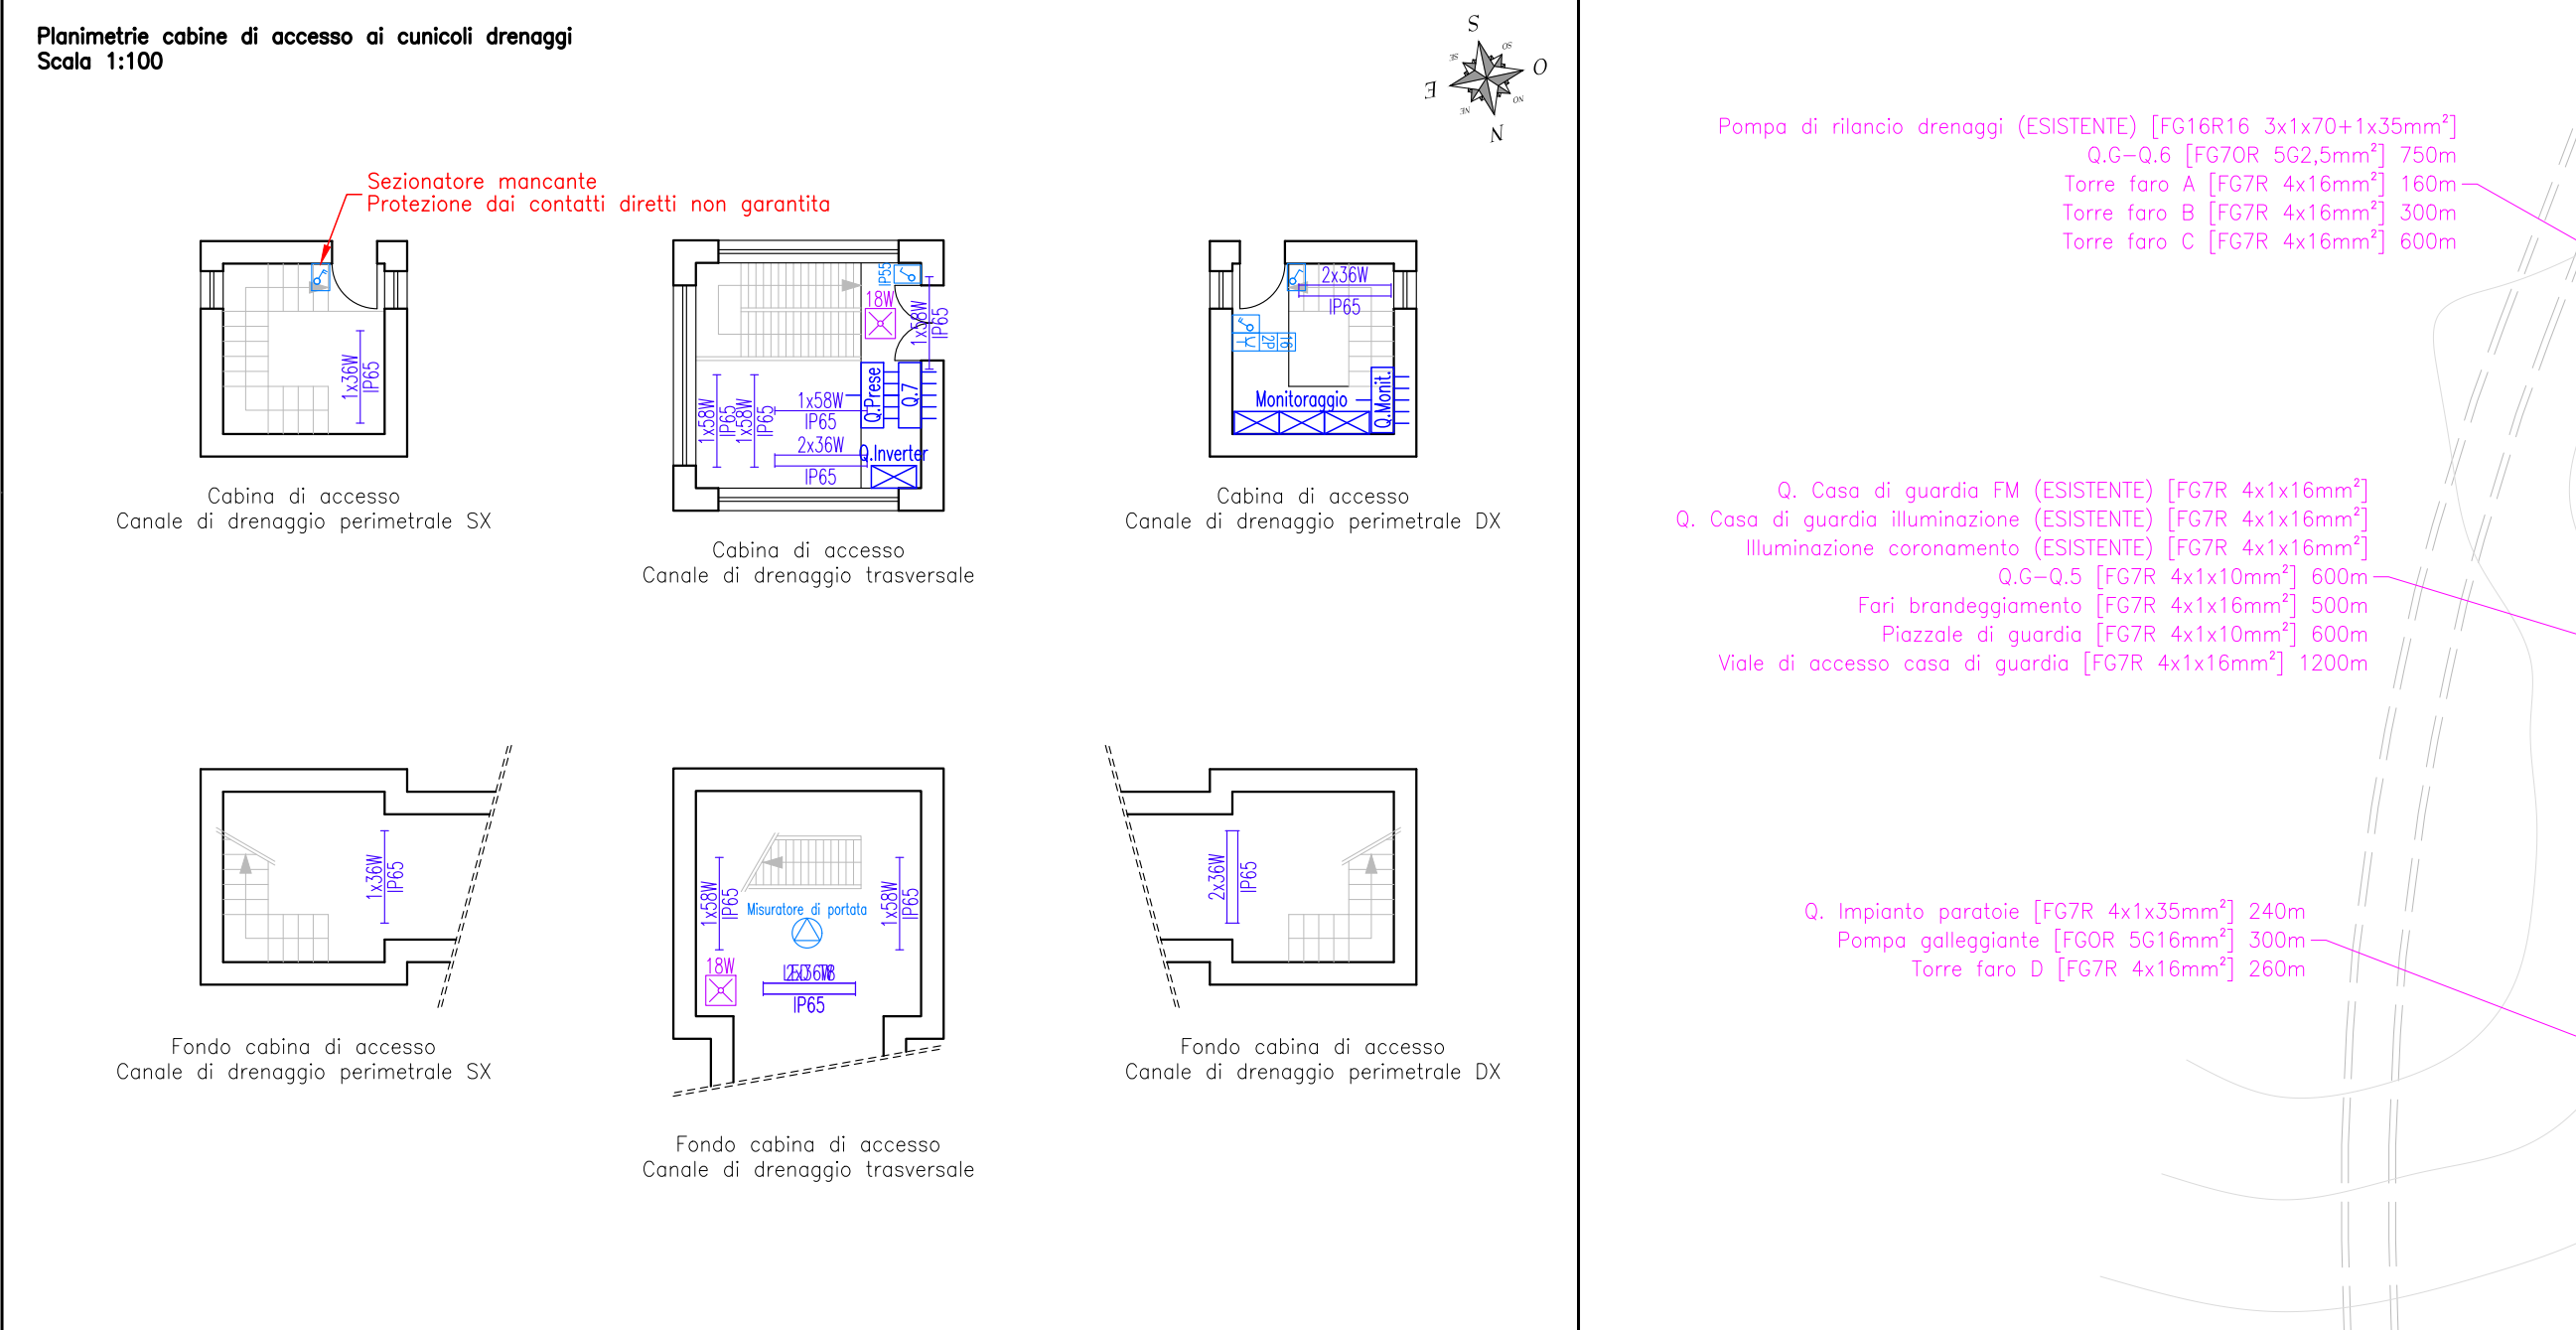 Planimetrie cabine di accesso ai cunicoli drenaggi
Scala 1:100
S
SO
O
NO
N
NE
E
SE
Sezionatore mancante
Protezione dai contatti diretti non garantita
1x36W
IP65
Cabina di accesso
Canale di drenaggio perimetrale SX
IP55
18W
1x58W
IP65
Q.Prese
Q.7
1x58W
IP65
1x58W
IP65
1x58W
IP65
2x36W
IP65
Q.Inverter
Cabina di accesso
Canale di drenaggio trasversale
2x36W
IP65
2P
16
Monitoraggio
Q.Monit.
Cabina di accesso
Canale di drenaggio perimetrale DX
1x36W
IP65
Fondo cabina di accesso
Canale di drenaggio perimetrale SX
1x58W
IP65
1x58W
IP65
Misuratore di portata
18W
2x36W
IP65
Fondo cabina di accesso
Canale di drenaggio trasversale
2x36W
IP65
Fondo cabina di accesso
Canale di drenaggio perimetrale DX
Pompa di rilancio drenaggi (ESISTENTE) [FG16R16 3x1x70+1x35mm²]
Q.G-Q.6 [FG7OR 5G2,5mm²] 750m
Torre faro A [FG7R 4x16mm²] 160m
Torre faro B [FG7R 4x16mm²] 300m
Torre faro C [FG7R 4x16mm²] 600m
Q. Casa di guardia FM (ESISTENTE) [FG7R 4x1x16mm²]
Q. Casa di guardia illuminazione (ESISTENTE) [FG7R 4x1x16mm²]
Illuminazione coronamento (ESISTENTE) [FG7R 4x1x16mm²]
Q.G-Q.5 [FG7R 4x1x10mm²] 600m
Fari brandeggiamento [FG7R 4x1x16mm²] 500m
Piazzale di guardia [FG7R 4x1x10mm²] 600m
Viale di accesso casa di guardia [FG7R 4x1x16mm²] 1200m
Q. Impianto paratoie [FG7R 4x1x35mm²] 240m
Pompa galleggiante [FGOR 5G16mm²] 300m
Torre faro D [FG7R 4x16mm²] 260m